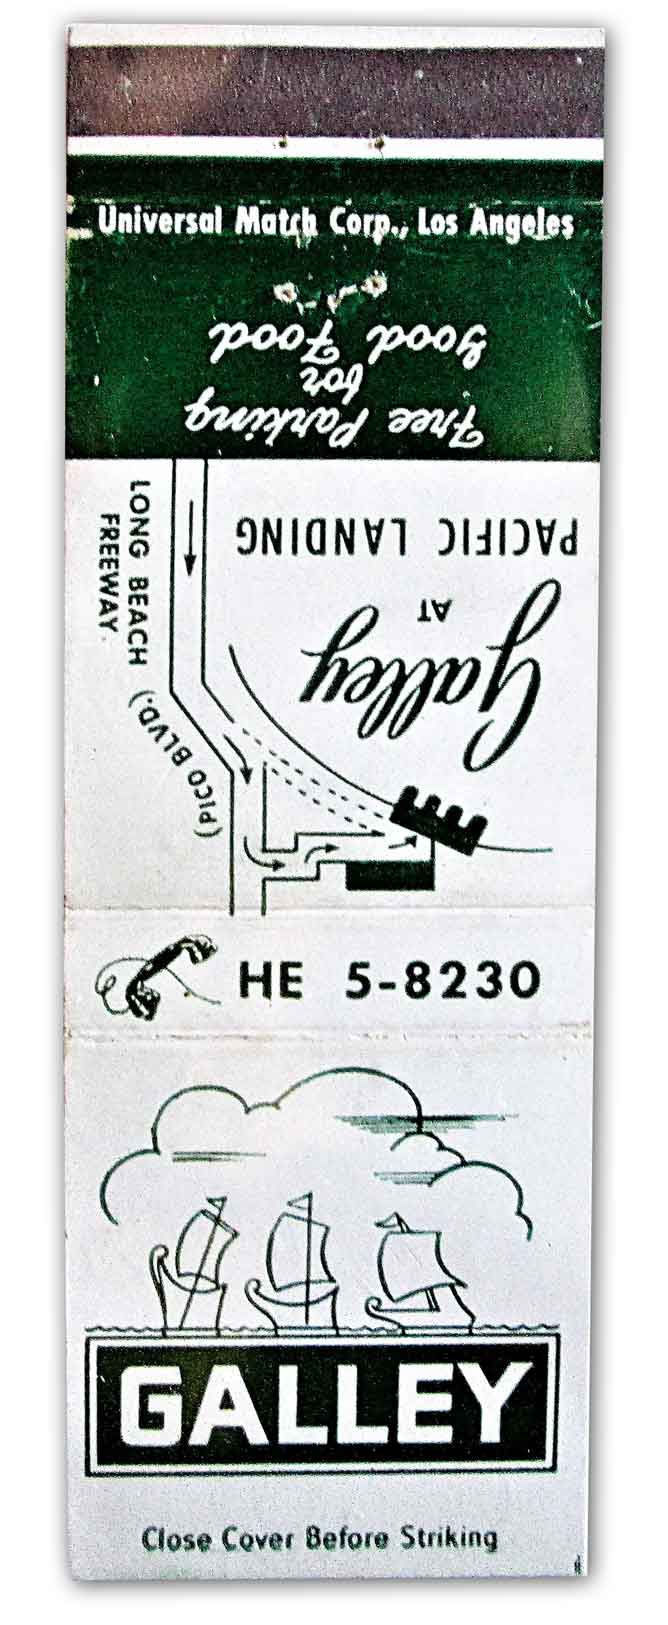 Universal Match Corp., Los Angeles
Free Parking
for
Good Food
Galley
AT
PACIFIC LANDING
LONG BEACH
FREEWAY
(PICO BLVD.)
HE 5-8230
GALLEY
Close Cover Before Striking